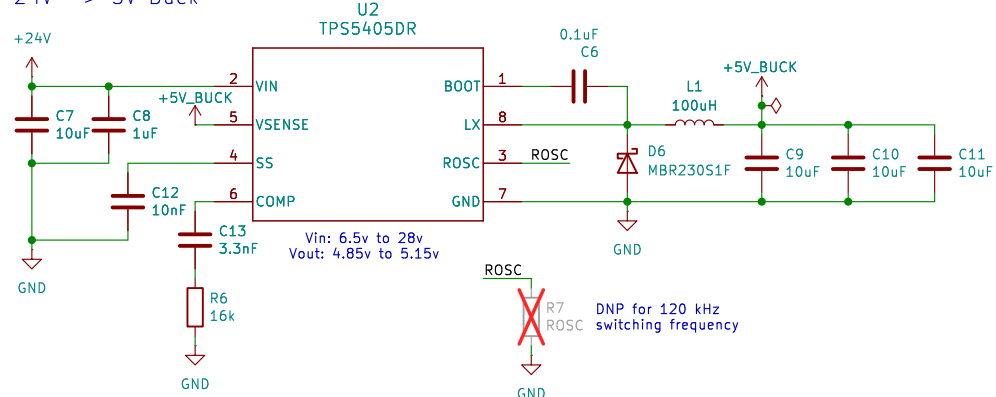 24V -> 5V Buck
U2
TPS5405DR
+24V
C7
10uF
C8
1uF
+5V_BUCK
2
VIN
5
VSENSE
4
SS
6
COMP
BOOT
1
LX
8
ROSC
3
ROSC
GND
7
0.1uF
C6
L1
100uH
+5V_BUCK
D6
MBR230S1F
C9
10uF
C10
10uF
C11
10uF
C12
10nF
C13
3.3nF
Vin: 6.5v to 28v
Vout: 4.85v to 5.15v
GND
GND
R6
16k
GND
ROSC
R7
ROSC
DNP for 120 kHz
switching frequency
GND